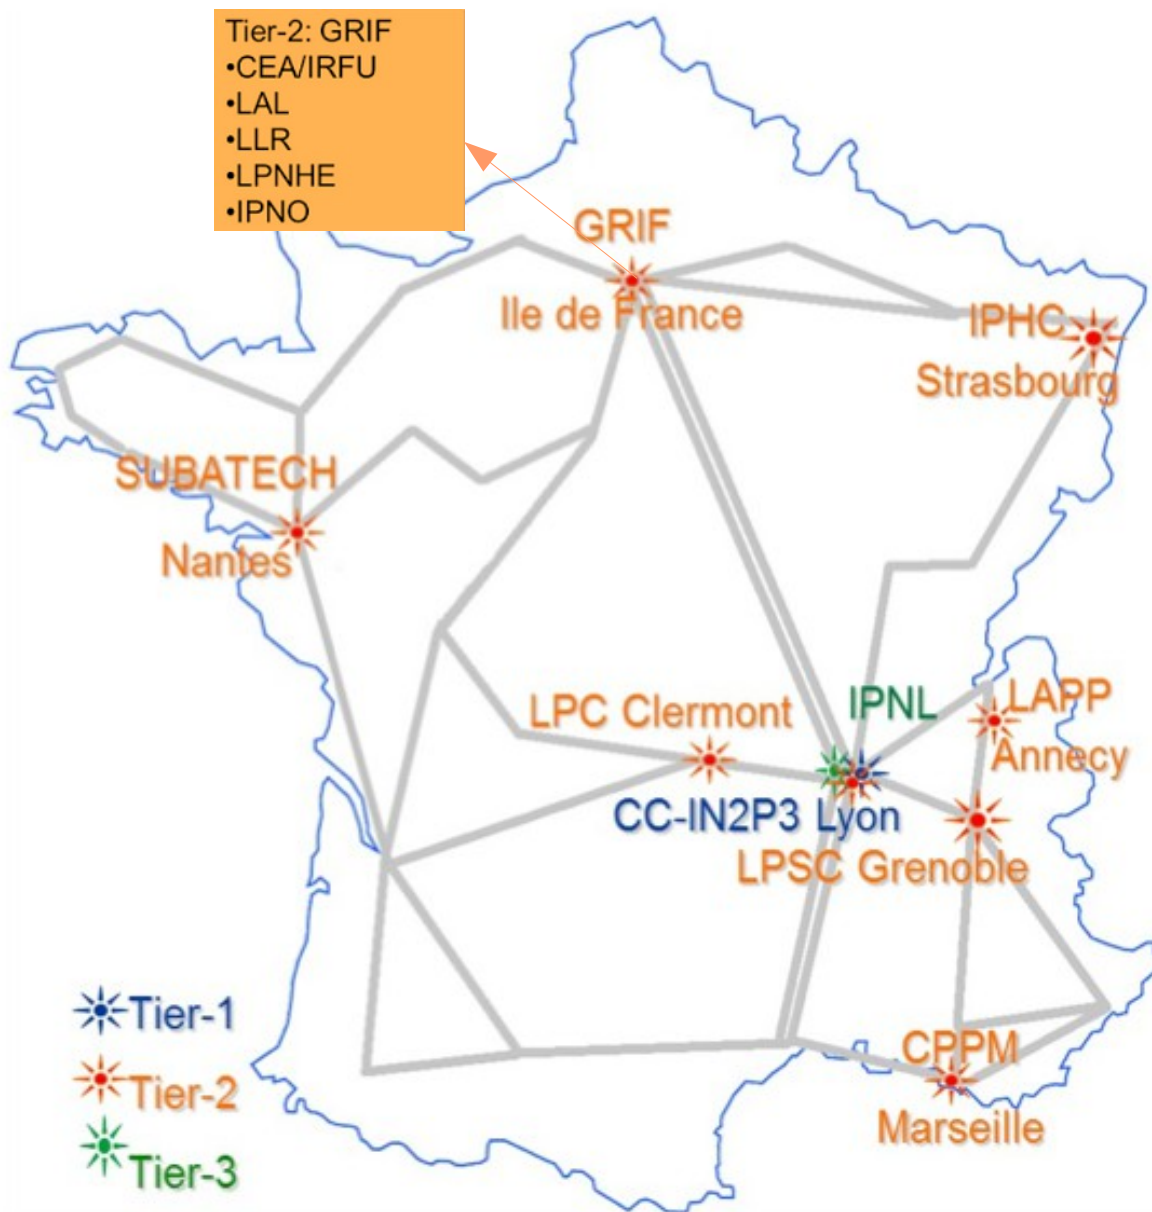 Tier-2: GRIF
•CEA/IRFU
•LAL
•LLR
•LPNHE
•IPNO
GRIF
Ile de France
IPHC
Strasbourg
SUBATECH
Nantes
IPNL
LAPP
Annecy
LPC Clermont
CC-IN2P3 Lyon
LPSC Grenoble
Tier-1
Tier-2
Tier-3
CPPM
Marseille